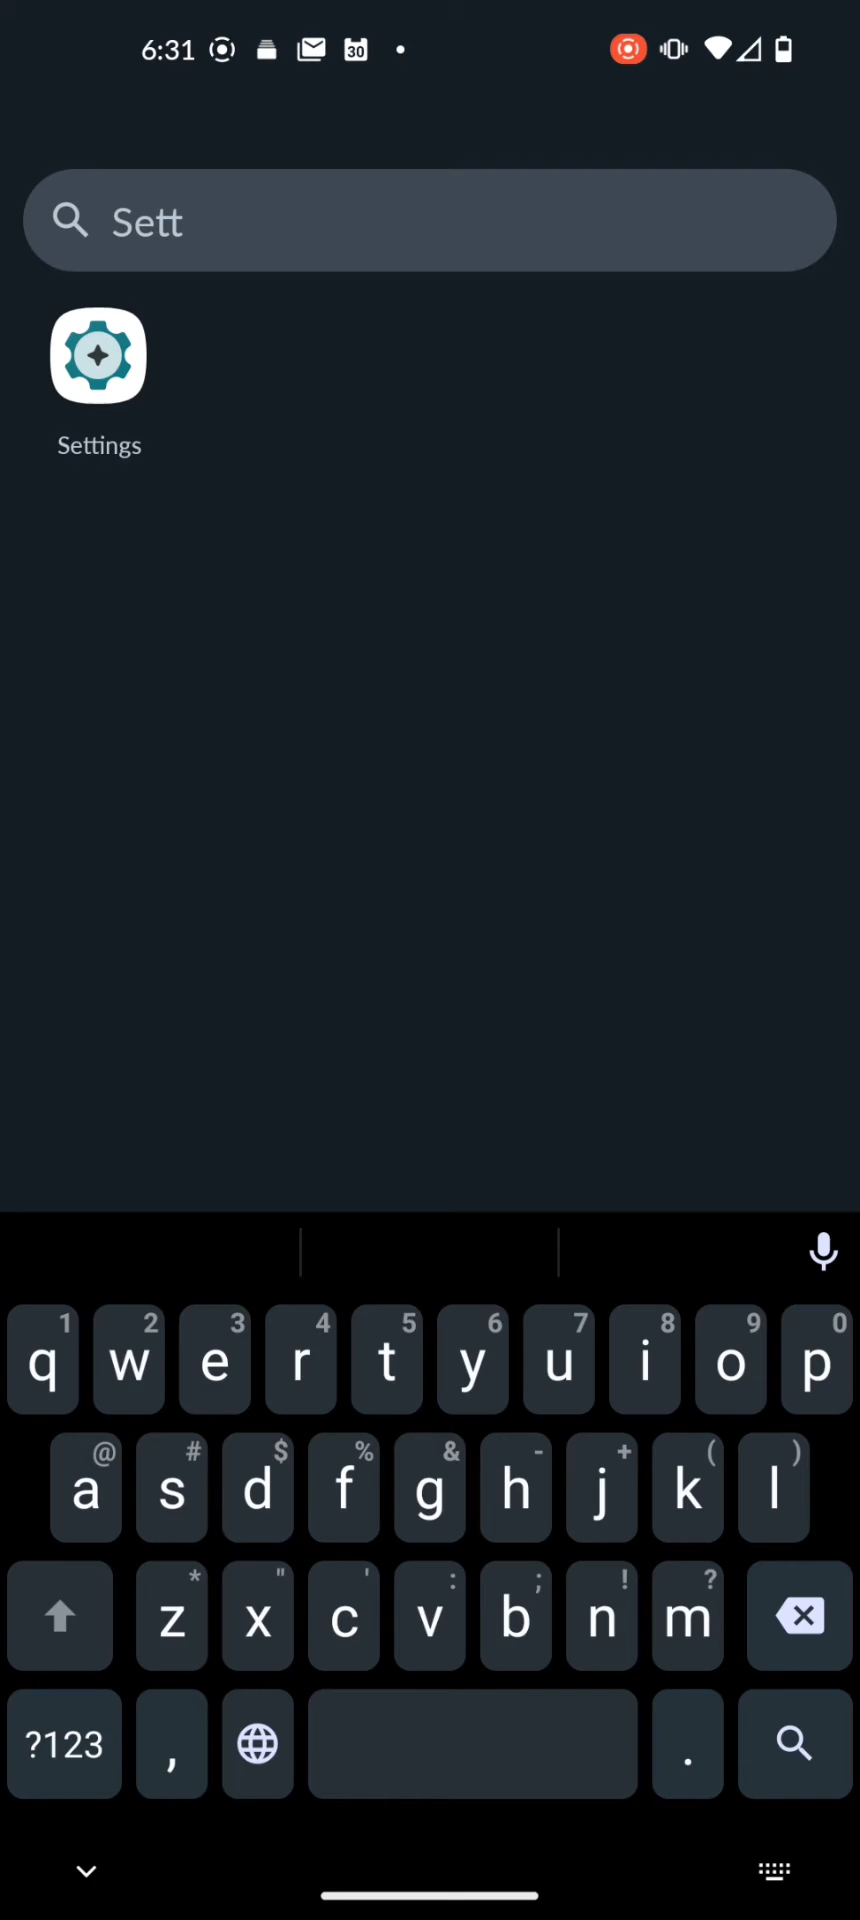 6:31
30
Sett
Settings
1 2 3 4 5 6 7 8 9 0
q w e r t y u i o p
@ # $ % & - + ( )
a s d f g h j k l
* " ' : ; ! ?
z x c v b n m
?123 , .